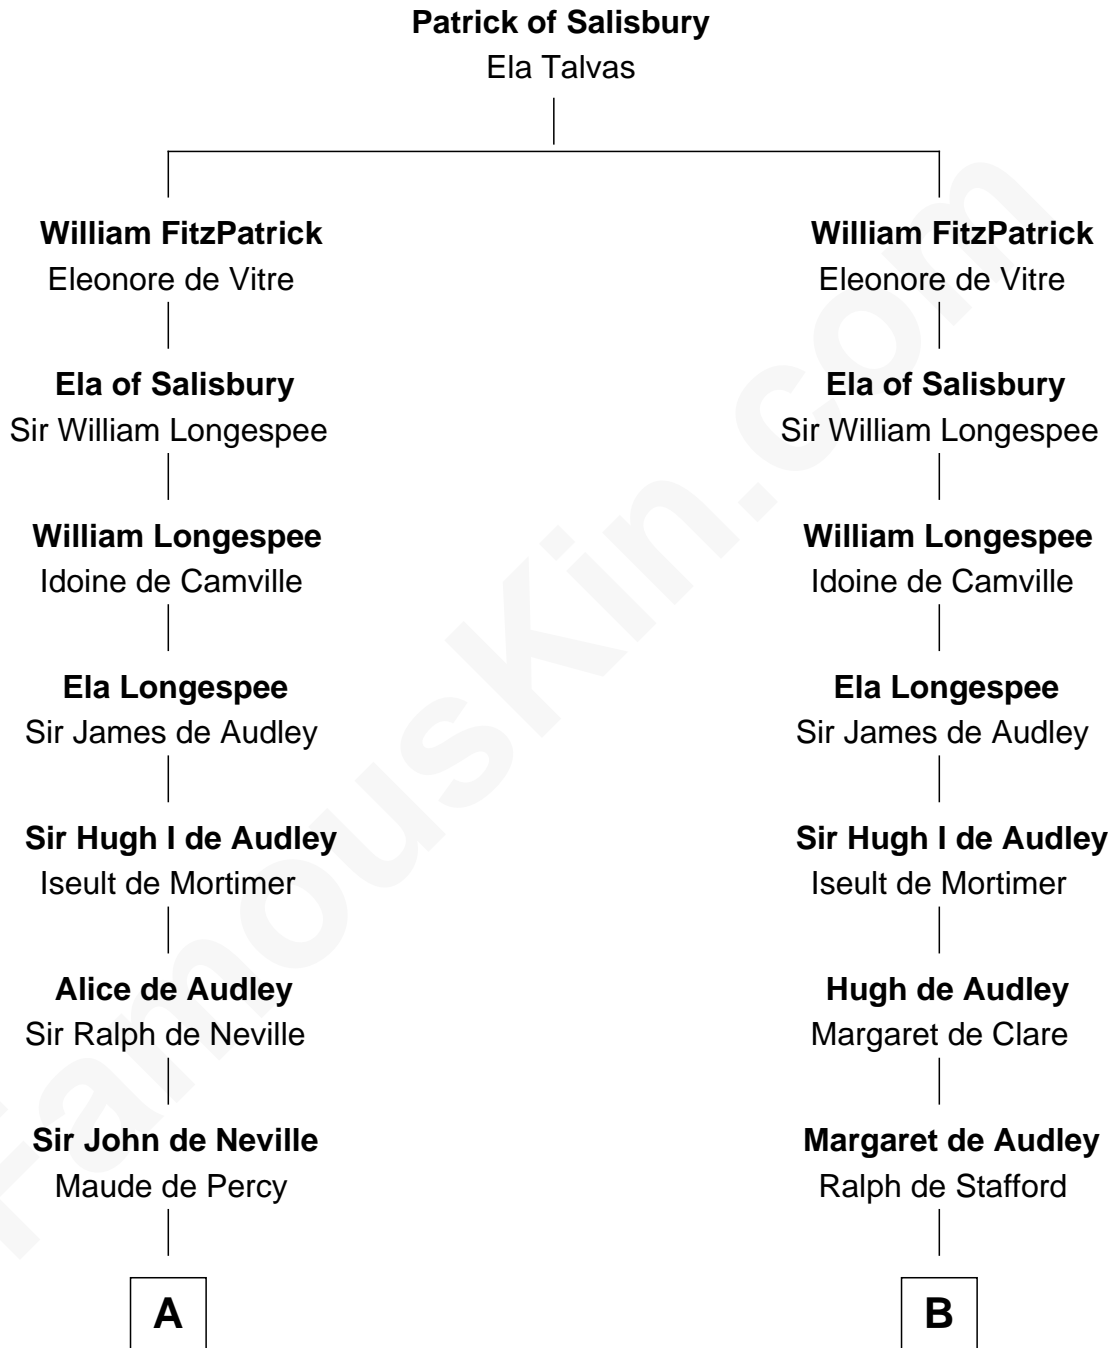 Patrick of Salisbury
Ela Talvas
William FitzPatrick
Eleonore de Vitre
Ela of Salisbury
Sir William Longespee
William Longespee
Idoine de Camville
Ela Longespee
Sir James de Audley
Sir Hugh I de Audley
Iseult de Mortimer
Alice de Audley
Sir Ralph de Neville
Sir John de Neville
Maude de Percy
A
William FitzPatrick
Eleonore de Vitre
Ela of Salisbury
Sir William Longespee
William Longespee
Idoine de Camville
Ela Longespee
Sir James de Audley
Sir Hugh I de Audley
Iseult de Mortimer
Hugh de Audley
Margaret de Clare
Margaret de Audley
Ralph de Stafford
B
FamousKin.com